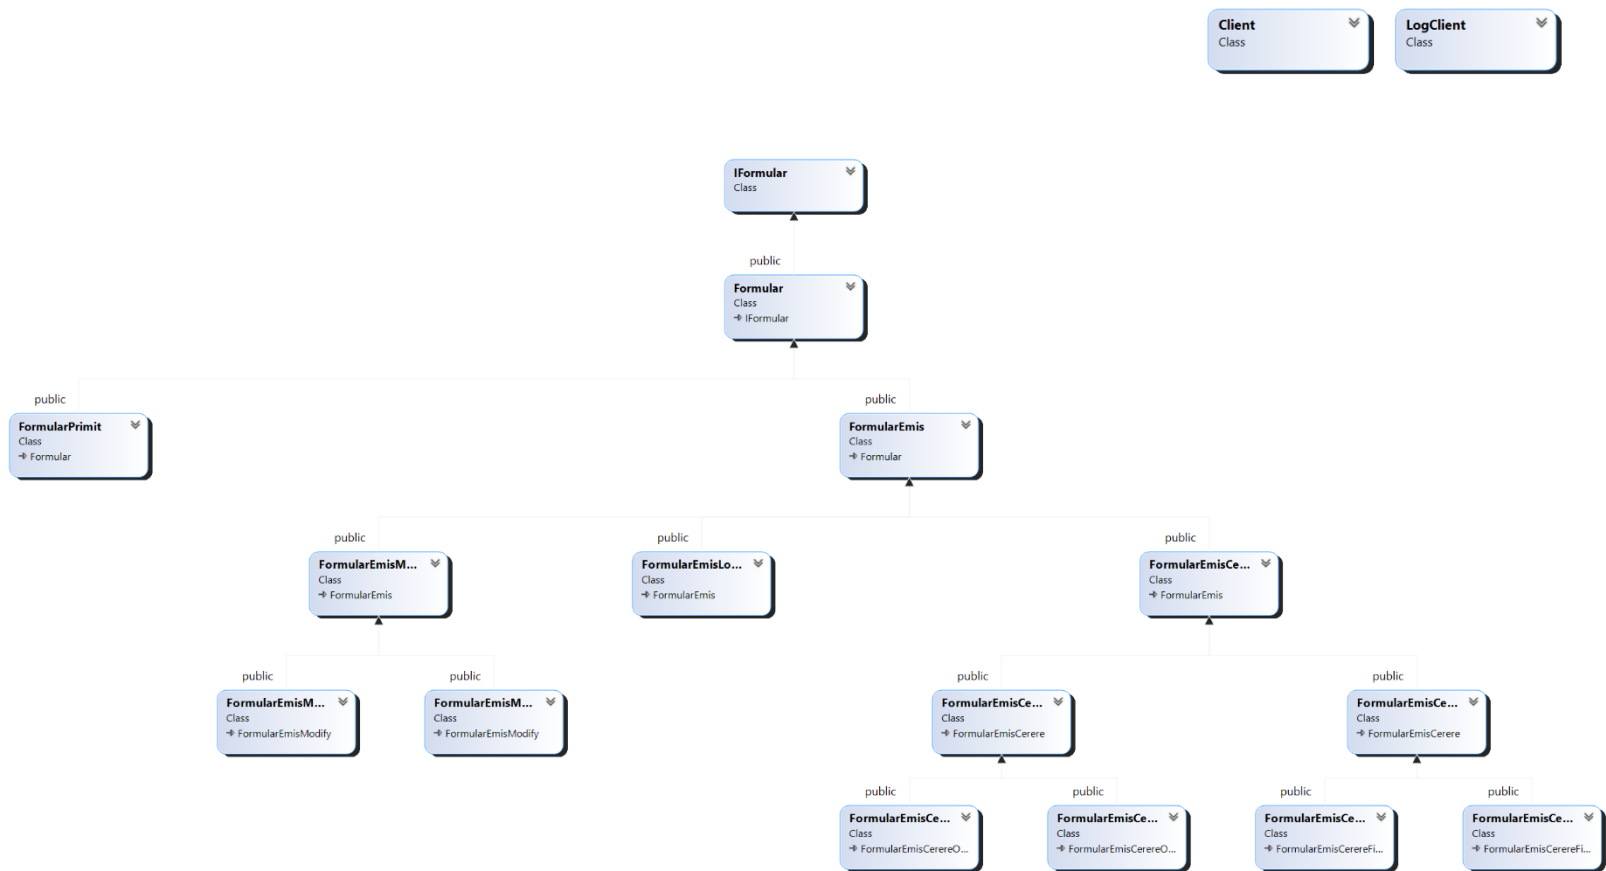 Client
Class
LogClient
Class
IFormular
Class
public
Formular
Class
IFormular
public
public
FormularPrimit
Class
Formular
FormularEmis
Class
Formular
public
public
public
FormularEmisM...
Class
FormularEmis
FormularEmisLo...
Class
FormularEmis
FormularEmisCe...
Class
FormularEmis
public
public
public
public
FormularEmisM...
Class
FormularEmisModify
FormularEmisM...
Class
FormularEmisModify
FormularEmisCe...
Class
FormularEmisCerere
FormularEmisCe...
Class
FormularEmisCerere
public
public
public
public
FormularEmisCe...
Class
FormularEmisCerereO...
FormularEmisCe...
Class
FormularEmisCerereO...
FormularEmisCe...
Class
FormularEmisCerereFi...
FormularEmisCe...
Class
FormularEmisCerereFi...